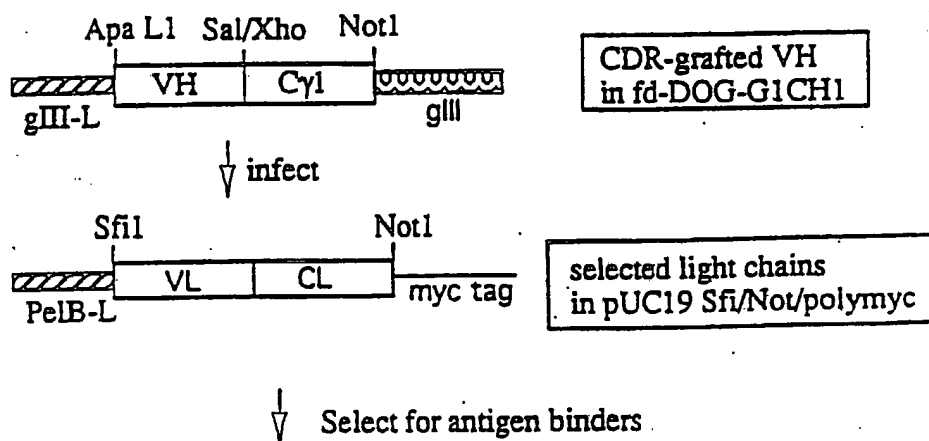 Apa L1 Sal/Xho Not1
VH Cγ1
gIII-L gIII
CDR-grafted VH
in fd-DOG-G1CH1
infect
Sfi1 Not1
VL CL
PelB-L myc tag
selected light chains
in pUC19 Sfi/Not/polymyc
Select for antigen binders